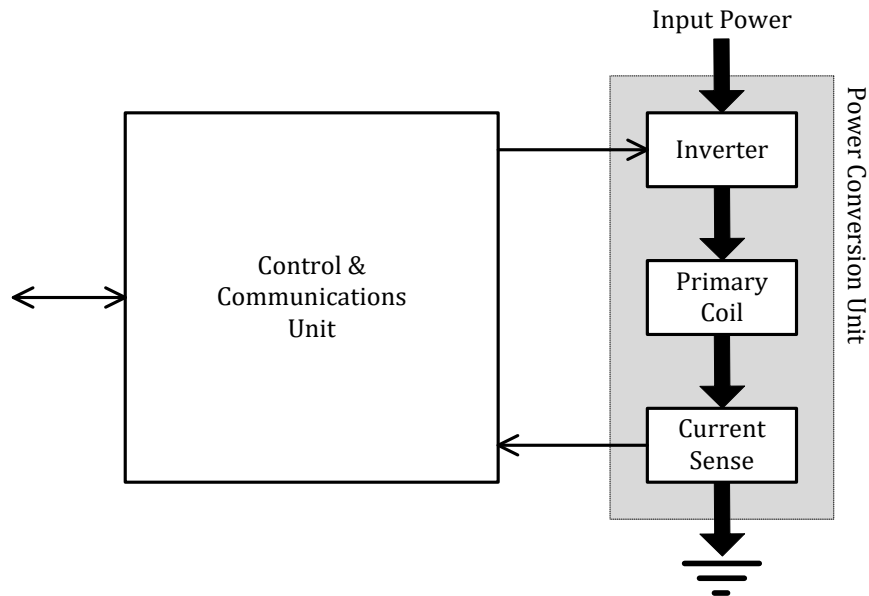 Input Power
Inverter
Control &
Communications
Unit
Primary
Coil
Current
Sense
Power Conversion Unit